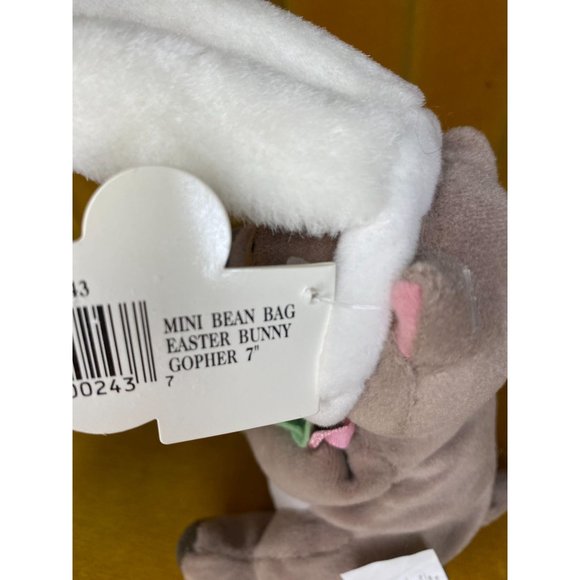 43
MINI BEAN BAG
EASTER BUNNY
GOPHER 7"
00243
7